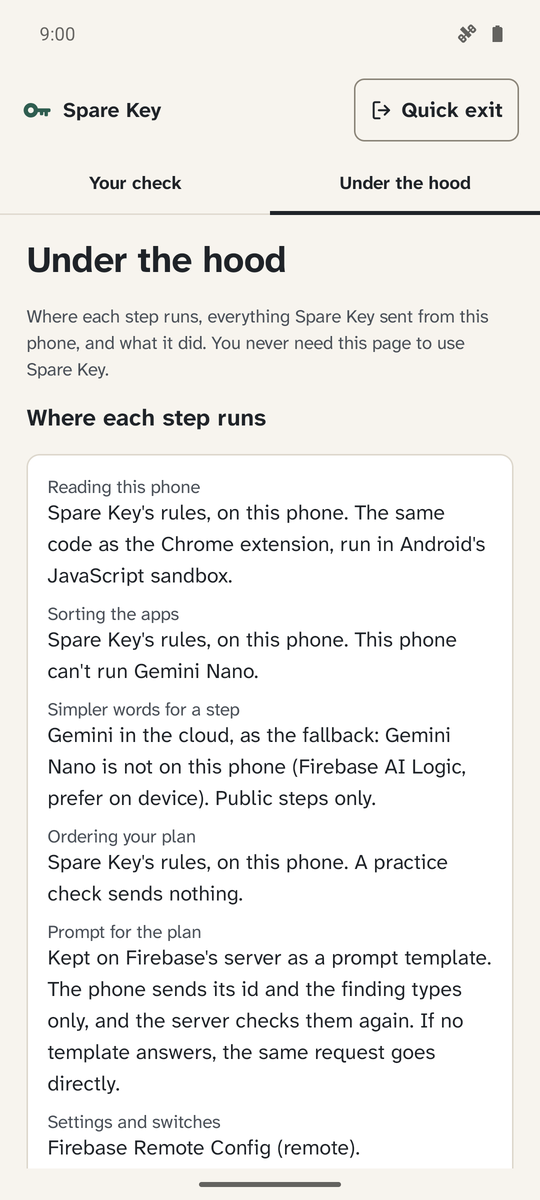 9:00
Spare Key
Quick exit
Your check
Under the hood
Under the hood
Where each step runs, everything Spare Key sent from this
phone, and what it did. You never need this page to use
Spare Key.
Where each step runs
Reading this phone
Spare Key's rules, on this phone. The same
code as the Chrome extension, run in Android's
JavaScript sandbox.
Sorting the apps
Spare Key's rules, on this phone. This phone
can't run Gemini Nano.
Simpler words for a step
Gemini in the cloud, as the fallback: Gemini
Nano is not on this phone (Firebase AI Logic,
prefer on device). Public steps only.
Ordering your plan
Spare Key's rules, on this phone. A practice
check sends nothing.
Prompt for the plan
Kept on Firebase's server as a prompt template.
The phone sends its id and the finding types
only, and the server checks them again. If no
template answers, the same request goes
directly.
Settings and switches
Firebase Remote Config (remote).